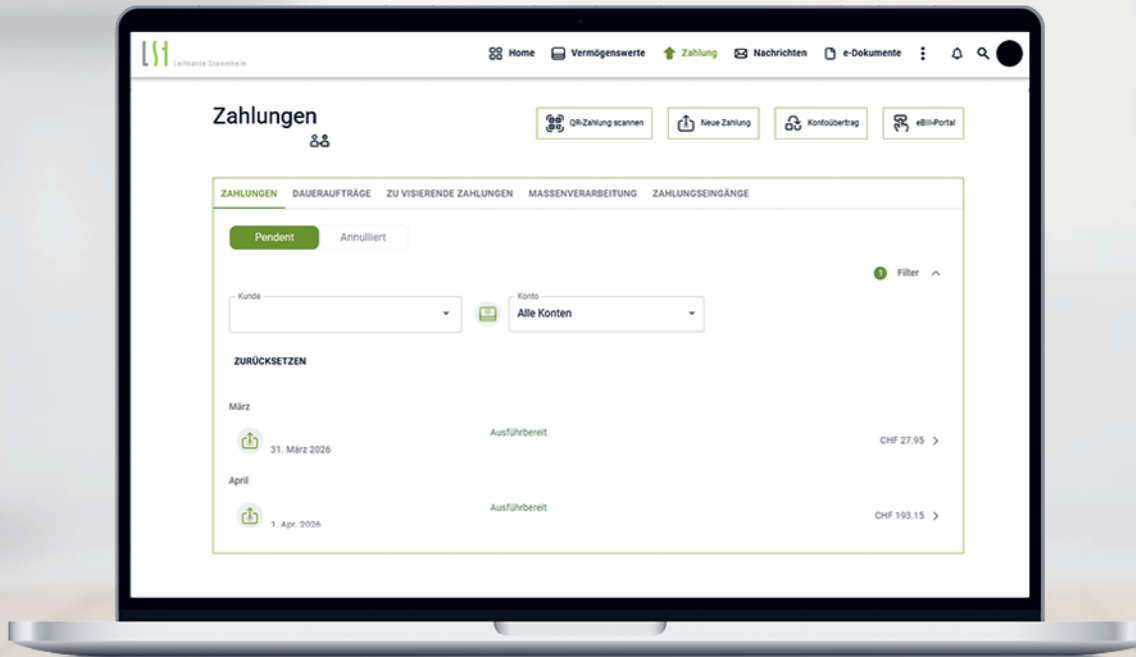 LSt Leihkasse Stammheim Home Vermögenswerte Zahlung Nachrichten e-Dokumente
Zahlungen
QR-Zahlung scannen Neue Zahlung Kontoübertrag eBill-Portal
ZAHLUNGEN DAUERAUFTRÄGE ZU VISIERENDE ZAHLUNGEN MASSENVERARBEITUNG ZAHLUNGSEINGÄNGE
Pendent Annulliert
1 Filter
Kunde Konto
Alle Konten
ZURÜCKSETZEN
März
Ausführbereit
31. März 2026 CHF 27.95
April
Ausführbereit
1. Apr. 2026 CHF 193.15